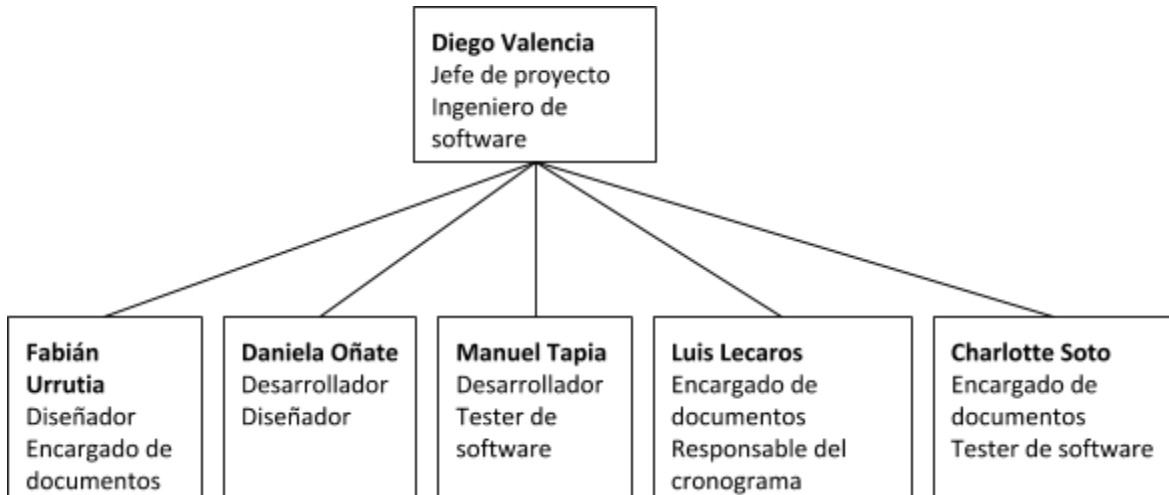 Diego Valencia
Jefe de proyecto
Ingeniero de
software
Fabián
Urrutia
Diseñador
Encargado de
documentos
Daniela Oñate
Desarrollador
Diseñador
Manuel Tapia
Desarrollador
Tester de
software
Luis Lecaros
Encargado de
documentos
Responsable del
cronograma
Charlotte Soto
Encargado de
documentos
Tester de software